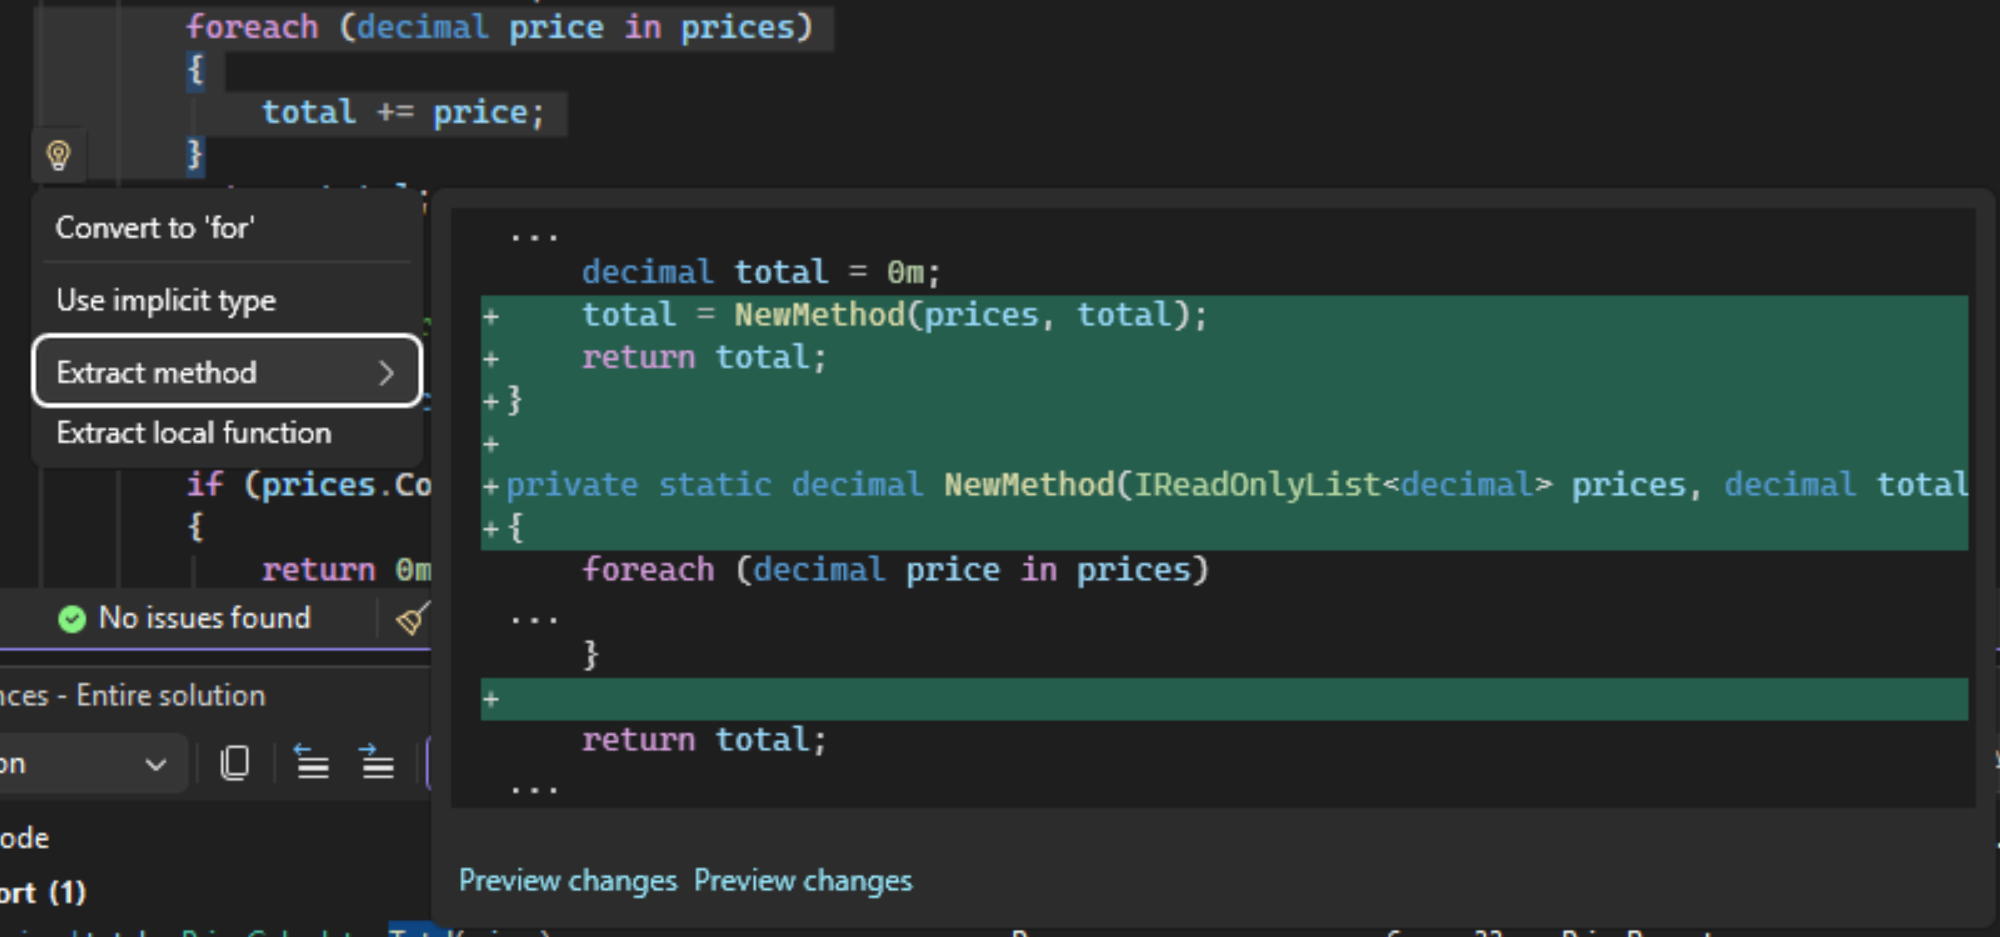 foreach (decimal price in prices)
{
total += price;
}
Convert to 'for'
Use implicit type
Extract method
Extract local function
if (prices.Co
{
return 0m
No issues found
...
decimal total = 0m;
+ total = NewMethod(prices, total);
+ return total;
+ }
+
+ private static decimal NewMethod(IReadOnlyList<decimal> prices, decimal total
+ {
foreach (decimal price in prices)
...
}
+
return total;
...
Preview changes Preview changes
nces - Entire solution
on
ode
ort (1)